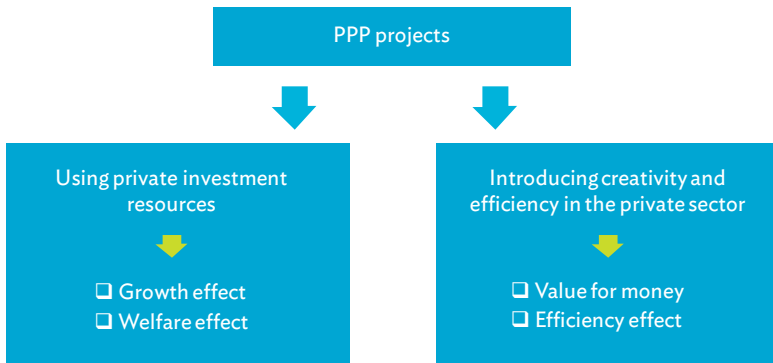 PPP projects
Using private investment
resources
❑ Growth effect
❑ Welfare effect
Introducing creativity and
efficiency in the private sector
❑ Value for money
❑ Efficiency effect